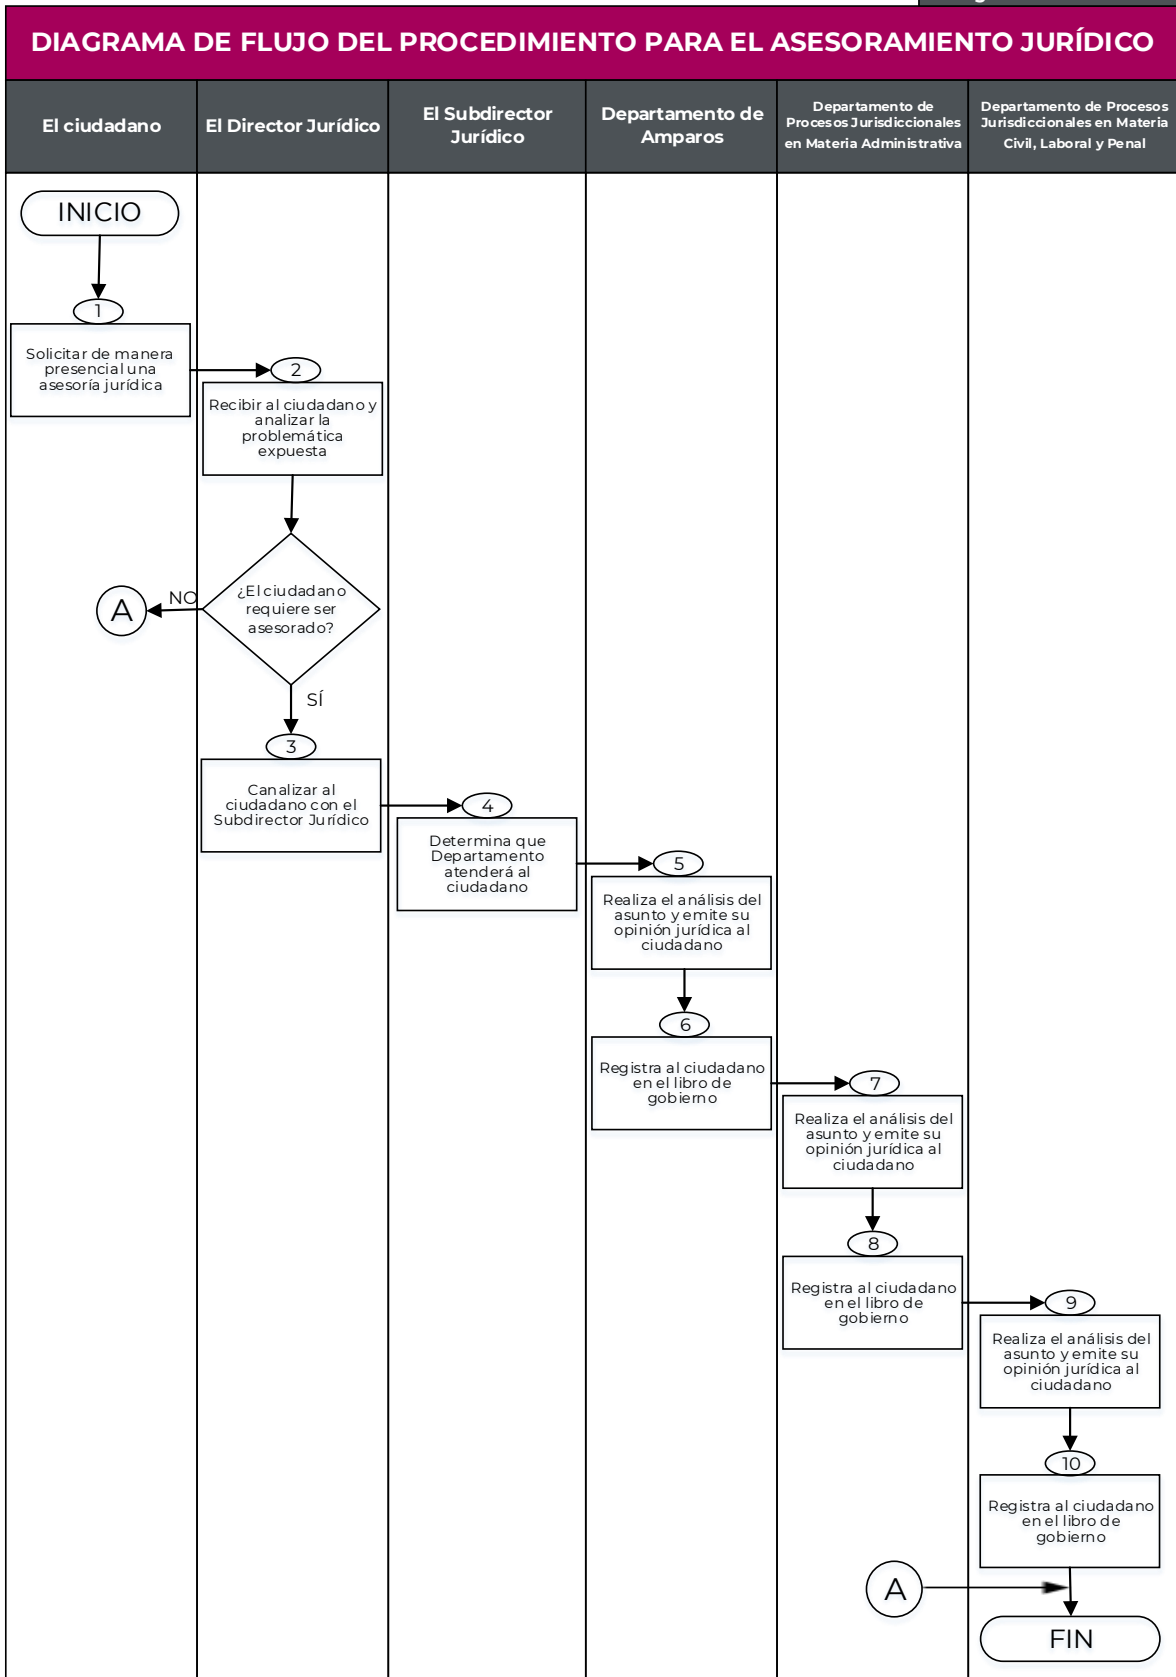 DIAGRAMA DE FLUJO DEL PROCEDIMIENTO PARA EL ASESORAMIENTO JURÍDICO
El ciudadano
El Director Jurídico
El Subdirector
Jurídico
Departamento de
Amparos
Departamento de
Procesos Jurisdiccionales
en Materia Administrativa
Departamento de Procesos
Jurisdiccionales en Materia
Civil, Laboral y Penal
INICIO
1
Solicitar de manera
presencial una
asesoría jurídica
2
Recibir al ciudadano y
analizar la
problemática
expuesta
¿El ciudadano
requiere ser
asesorado?
NO
A
SÍ
3
Canalizar al
ciudadano con el
Subdirector Jurídico
4
Determina que
Departamento
atenderá al
ciudadano
5
Realiza el análisis del
asunto y emite su
opinión jurídica al
ciudadano
6
Registra al ciudadano
en el libro de
gobierno
7
Realiza el análisis del
asunto y emite su
opinión jurídica al
ciudadano
8
Registra al ciudadano
en el libro de
gobierno
9
Realiza el análisis del
asunto y emite su
opinión jurídica al
ciudadano
10
Registra al ciudadano
en el libro de
gobierno
A
FIN